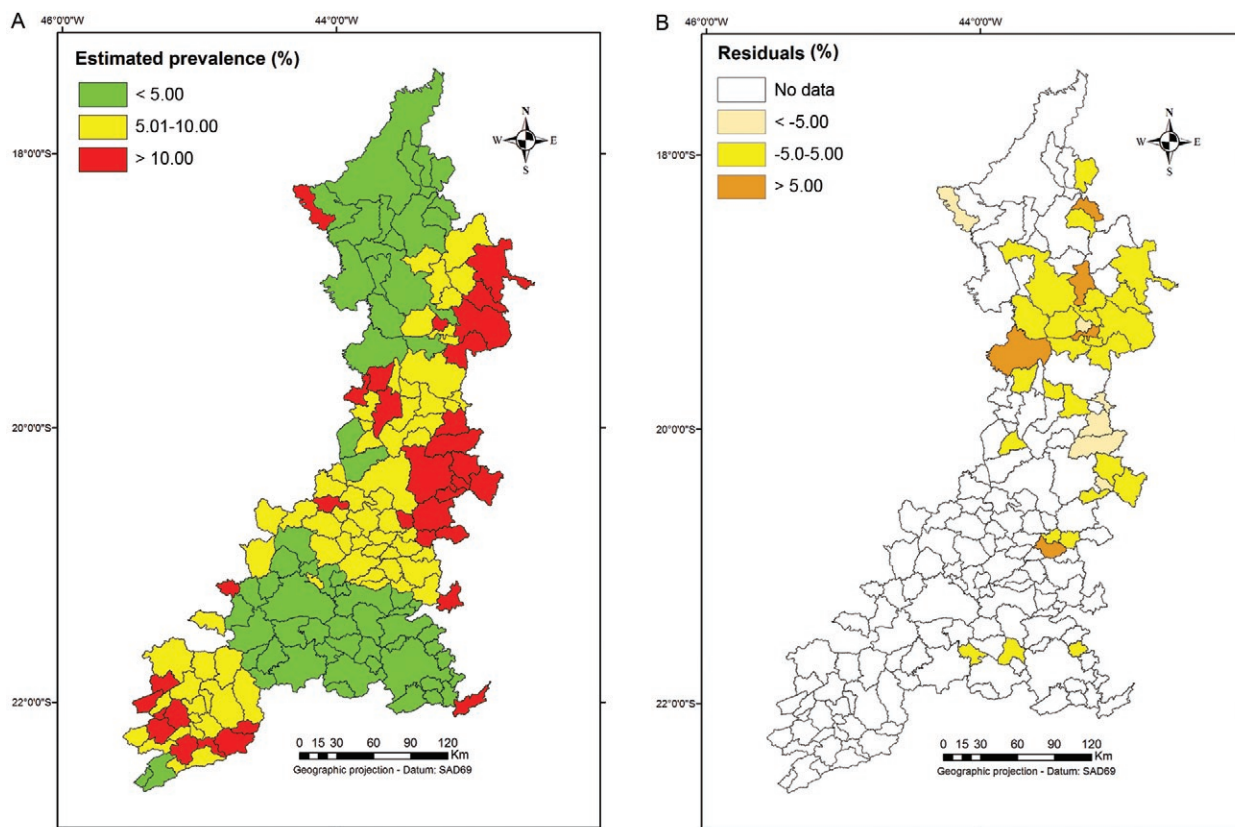 A
46°0'0"W
44°0'0"W
Estimated prevalence (%)
< 5.00
5.01-10.00
> 10.00
N
W
E
S
18°0'0"S
20°0'0"S
22°0'0"S
0 15 30 60 90 120
Km
Geographic projection - Datum: SAD69
B
46°0'0"W
44°0'0"W
Residuals (%)
No data
< -5.00
-5.0-5.00
> 5.00
N
W
E
S
18°0'0"S
20°0'0"S
22°0'0"S
0 15 30 60 90 120
Km
Geographic projection - Datum: SAD69